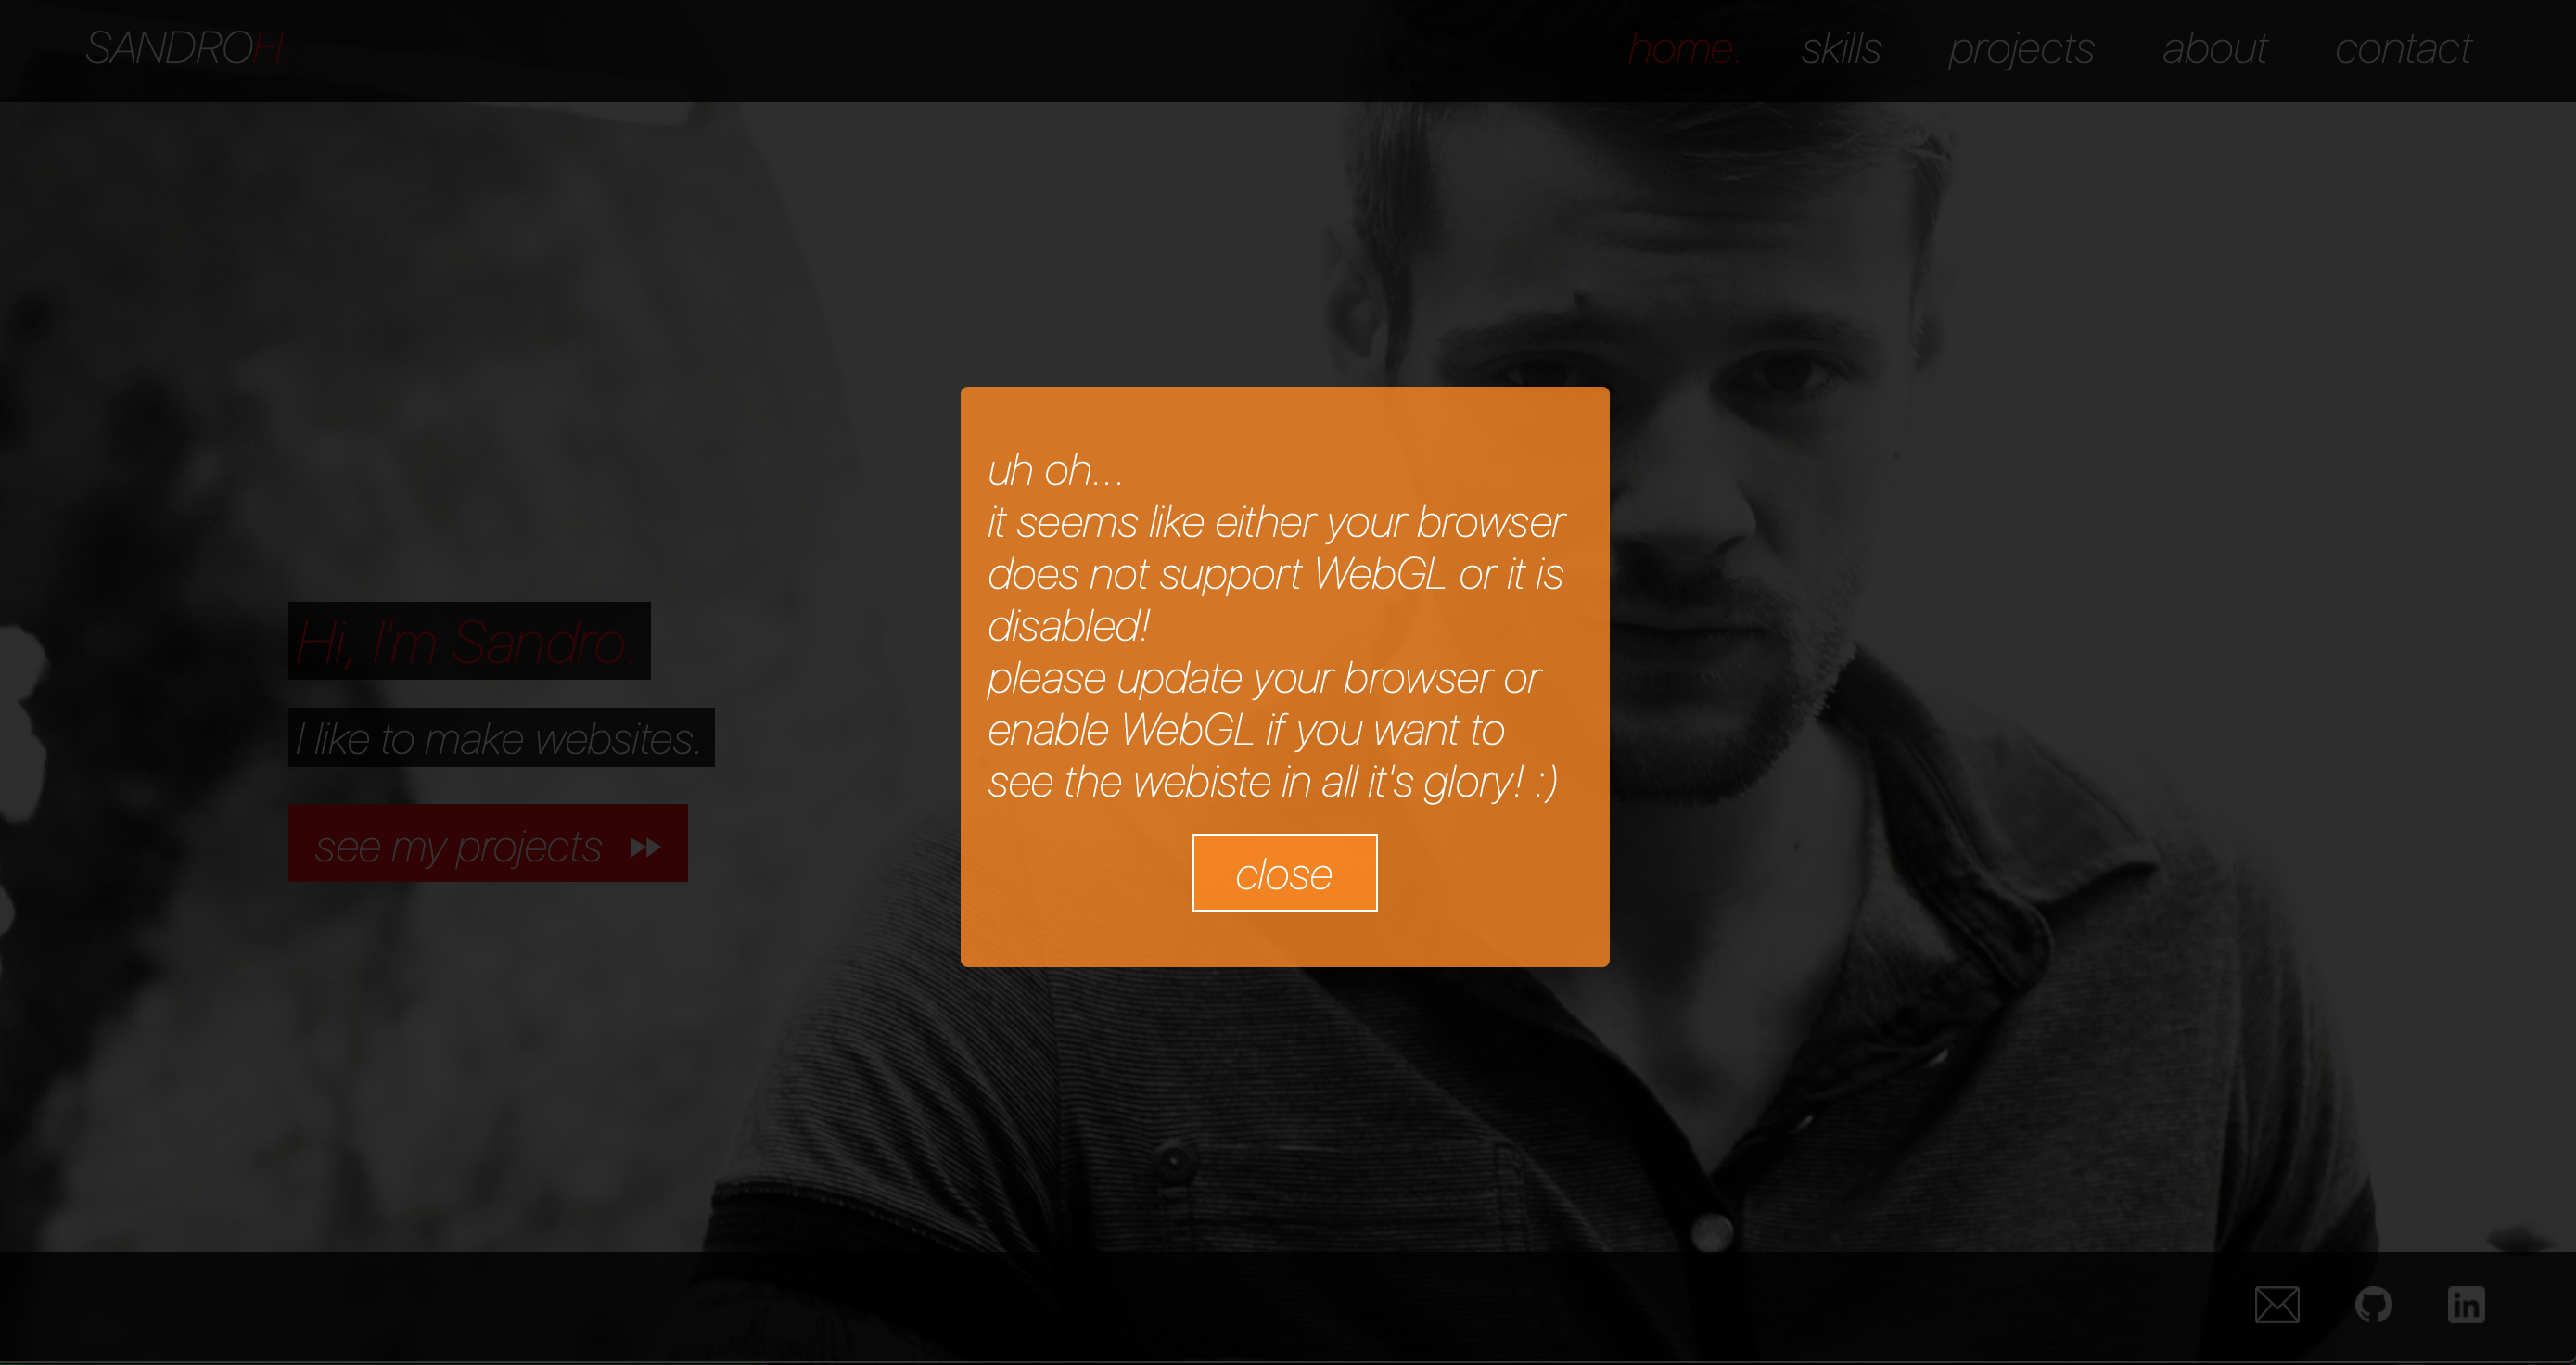 SANDROFI.
home. skills projects about contact
uh oh...
it seems like either your browser
does not support WebGL or it is
disabled!
please update your browser or
enable WebGL if you want to
see the webiste in all it's glory! :)
close
Hi, I'm Sandro.
I like to make websites.
see my projects
in